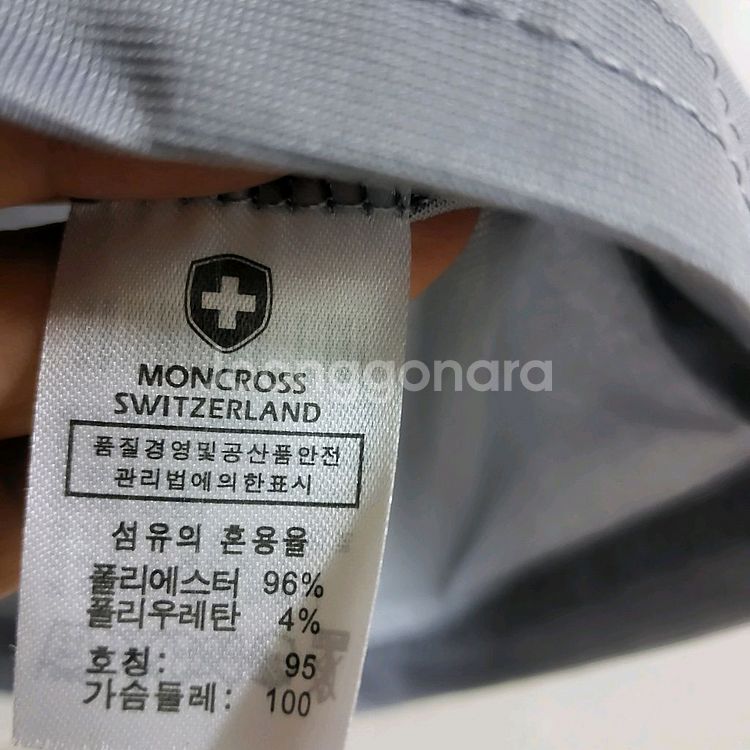 MONCROSS
SWITZERLAND
품질경영및공산품안전
관리법에의한표시
섬유의 혼용율
폴리에스터 96%
폴리우레탄 4%
호칭: 95
가슴둘레: 100